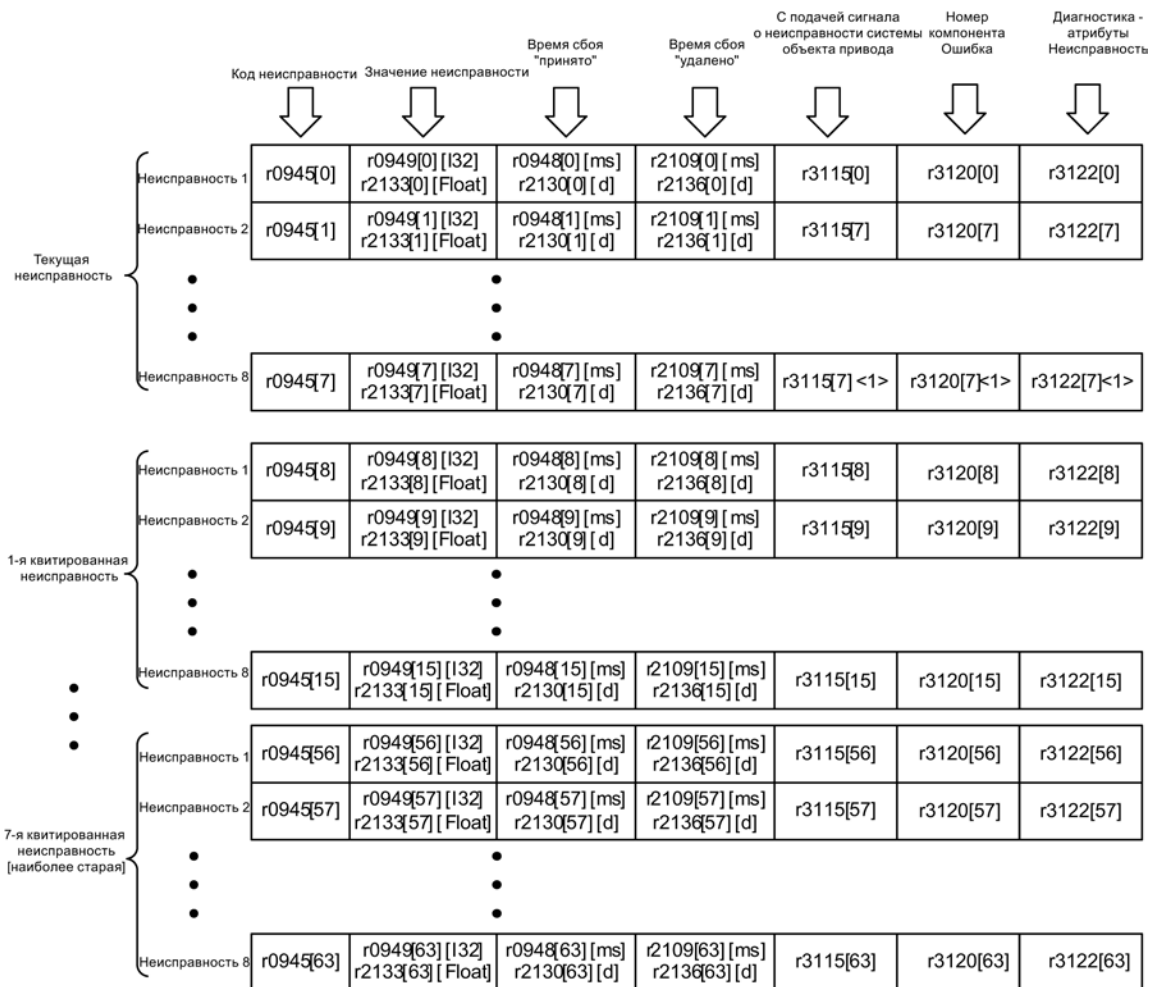 С подачей сигнала
о неисправности системы
объекта привода
Номер
компонента
Ошибка
Диагностика -
атрибуты
Неисправность
Время сбоя
"принято"
Время сбоя
"удалено"
Код неисправности
Значение неисправности
Текущая
неисправность
Неисправность 1
r0945[0]
r0949[0] [I32]
r2133[0] [Float]
r0948[0] [ms]
r2130[0] [d]
r2109[0] [ms]
r2136[0] [d]
r3115[0]
r3120[0]
r3122[0]
Неисправность 2
r0945[1]
r0949[1] [I32]
r2133[1] [Float]
r0948[1] [ms]
r2130[1] [d]
r2109[1] [ms]
r2136[1] [d]
r3115[7]
r3120[7]
r3122[7]
Неисправность 8
r0945[7]
r0949[7] [I32]
r2133[7] [Float]
r0948[7] [ms]
r2130[7] [d]
r2109[7] [ms]
r2136[7] [d]
r3115[7] <1>
r3120[7]<1>
r3122[7]<1>
1-я квитированная
неисправность
Неисправность 1
r0945[8]
r0949[8] [I32]
r2133[8] [Float]
r0948[8] [ms]
r2130[8] [d]
r2109[8] [ms]
r2136[8] [d]
r3115[8]
r3120[8]
r3122[8]
Неисправность 2
r0945[9]
r0949[9] [I32]
r2133[9] [Float]
r0948[9] [ms]
r2130[9] [d]
r2109[9] [ms]
r2136[9] [d]
r3115[9]
r3120[9]
r3122[9]
Неисправность 8
r0945[15]
r0949[15] [I32]
r2133[15] [Float]
r0948[15] [ms]
r2130[15] [d]
r2109[15] [ms]
r2136[15] [d]
r3115[15]
r3120[15]
r3122[15]
7-я квитированная
неисправность
[наиболее старая]
Неисправность 1
r0945[56]
r0949[56] [I32]
r2133[56] [Float]
r0948[56] [ms]
r2130[56] [d]
r2109[56] [ms]
r2136[56] [d]
r3115[56]
r3120[56]
r3122[56]
Неисправность 2
r0945[57]
r0949[57] [I32]
r2133[57] [Float]
r0948[57] [ms]
r2130[57] [d]
r2109[57] [ms]
r2136[57] [d]
r3115[57]
r3120[57]
r3122[57]
Неисправность 8
r0945[63]
r0949[63] [I32]
r2133[63] [Float]
r0948[63] [ms]
r2130[63] [d]
r2109[63] [ms]
r2136[63] [d]
r3115[63]
r3120[63]
r3122[63]